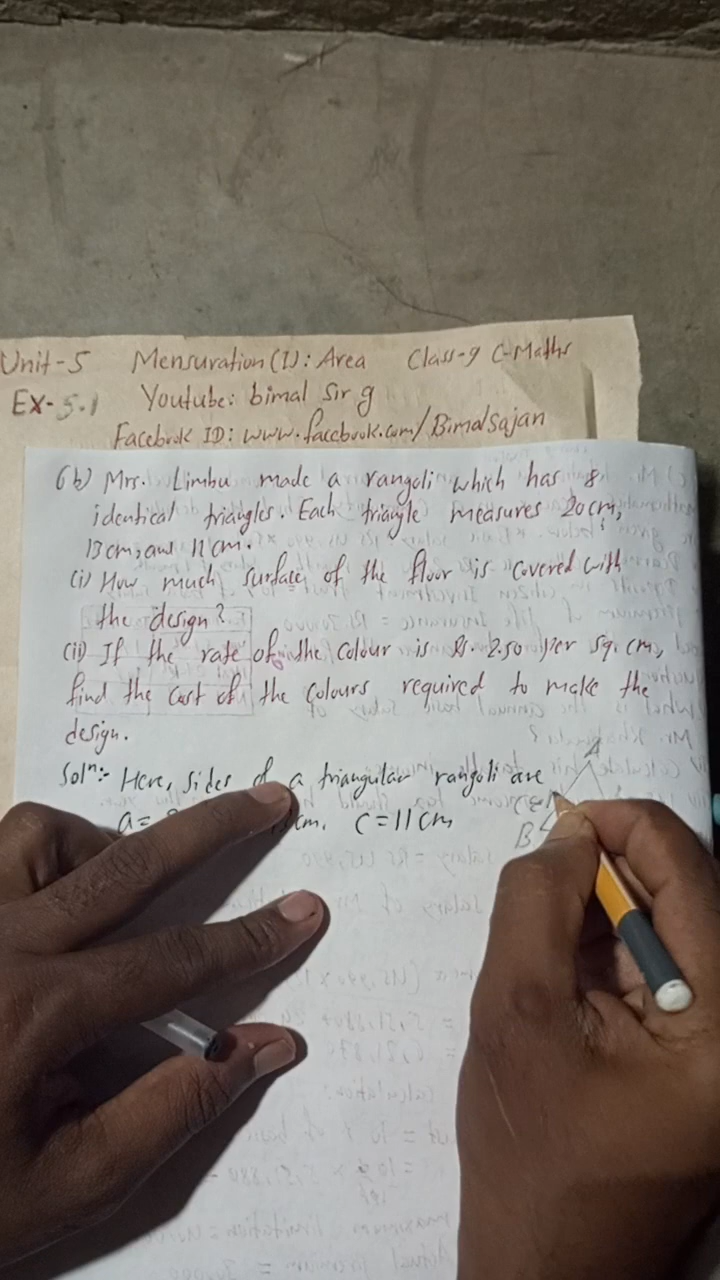 Unit-5 Mensuration (I): Area Class-9 C-Maths
Ex-5.1 Youtube: bimal Sir g
Facebook ID: www.facebook.com/BimalSajan
6b) Mrs. Limbu made a rangoli which has 8
identical triangles. Each triangle measures 20cm,
13cm, and 11cm.
(i) How much surface of the floor is covered with
the design?
(ii) If the rate of the colour is Rs. 2.50 per sq. cm,
find the cost of the colours required to make the
design.
Solⁿ:- Here, sides of a triangular rangoli are
a= cm. c=11cm
A
B